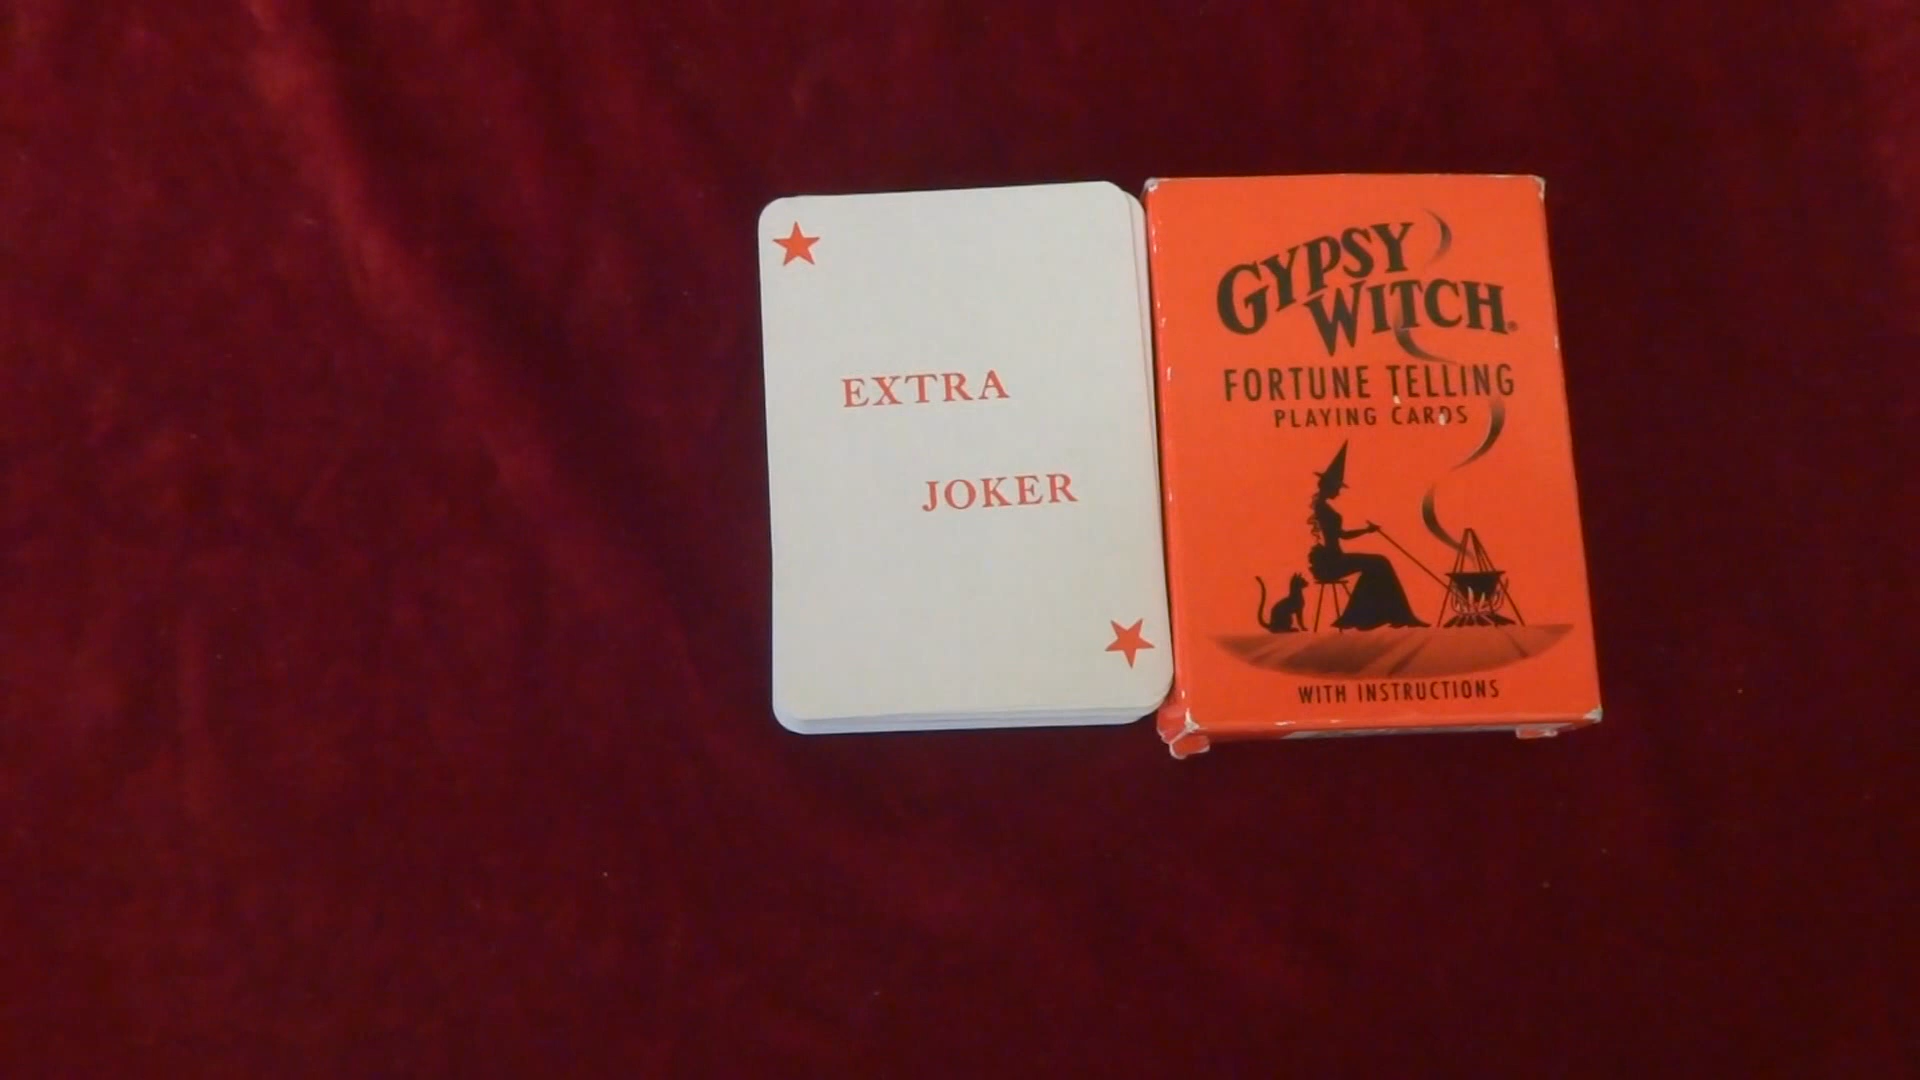 EXTRA
JOKER
GYPSY
WITCH®
FORTUNE TELLING
PLAYING CARDS
WITH INSTRUCTIONS